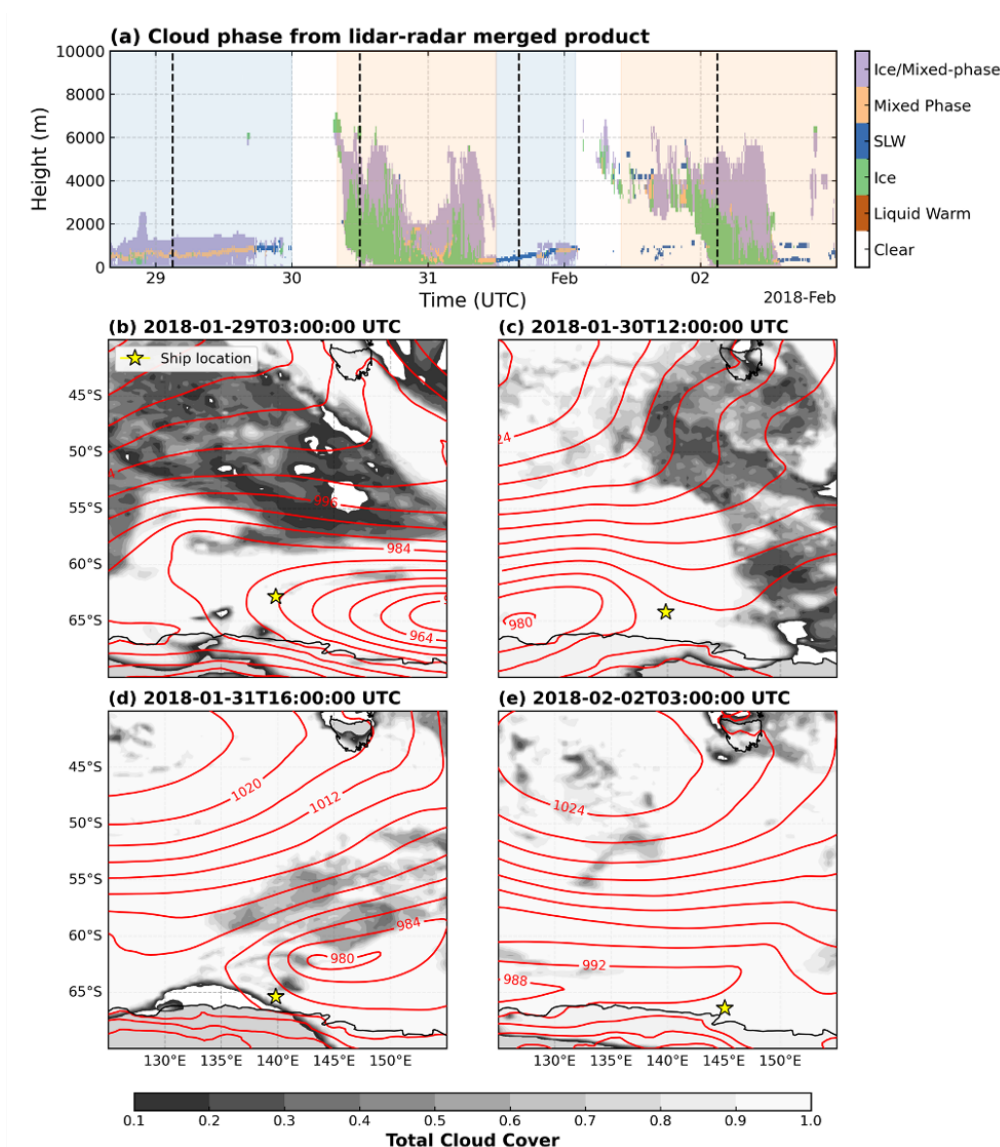 (a) Cloud phase from lidar-radar merged product
10000
8000
6000
4000
2000
0
Height (m)
29
30
31
Feb
02
Time (UTC)
2018-Feb
Ice/Mixed-phase
Mixed Phase
SLW
Ice
Liquid Warm
Clear
(b) 2018-01-29T03:00:00 UTC
Ship location
45°S
50°S
55°S
60°S
65°S
996
984
964
(c) 2018-01-30T12:00:00 UTC
24
980
(d) 2018-01-31T16:00:00 UTC
45°S
50°S
55°S
60°S
65°S
1020
1012
984
980
130°E 135°E 140°E 145°E 150°E
(e) 2018-02-02T03:00:00 UTC
1024
992
988
130°E 135°E 140°E 145°E 150°E
0.1 0.2 0.3 0.4 0.5 0.6 0.7 0.8 0.9 1.0
Total Cloud Cover